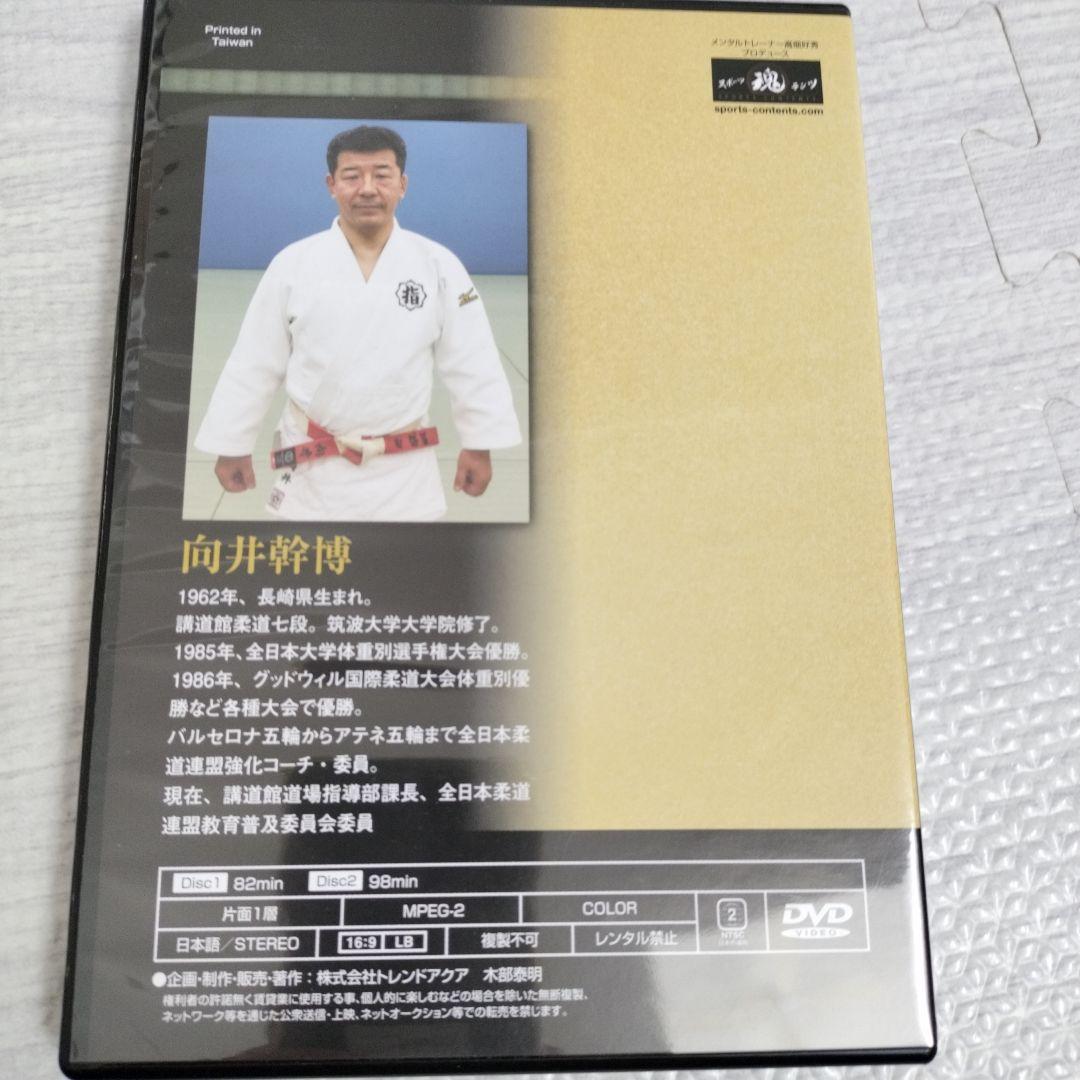 Printed in
Taiwan
メンタルトレーナー高畑好秀
プロデュース
スポーツ 魂 テンツ
SPORTS CONTENTS
sports-contents.com
指
向井幹博
1962年、長崎県生まれ。
講道館柔道七段。筑波大学大学院修了。
1985年、全日本大学体重別選手権大会優勝。
1986年、グッドウィル国際柔道大会体重別優
勝など各種大会で優勝。
バルセロナ五輪からアテネ五輪まで全日本柔
道連盟強化コーチ・委員。
現在、講道館道場指導部課長、全日本柔道
連盟教育普及委員会委員
Disc1 82min Disc2 98min
片面1層 MPEG-2 COLOR 2 NTSC DVD VIDEO
日本語／STEREO 16:9 LB 複製不可 レンタル禁止
●企画・制作・販売・著作：株式会社トレンドアクア 木部泰明
権利者の許諾無く賃貸業に使用する事、個人的に楽しむなどの場合を除いた無断複製、
ネットワーク等を通じた公衆送信・上映、ネットオークション等での転売を禁じます。